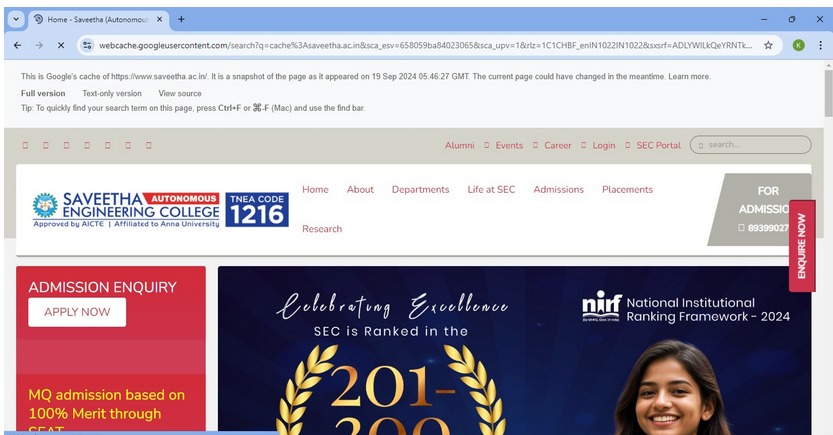 Home - Saveetha (Autonomou
webcache.googleusercontent.com/search?q=cache%3Asaveetha.ac.in&sca_esv=658059ba84023065&sca_upv=1&rlz=1C1CHBF_enIN1022IN1022&sxsrf=ADLYWILkQeYRNTk...
K
This is Google's cache of https://www.saveetha.ac.in/. It is a snapshot of the page as it appeared on 19 Sep 2024 05:46:27 GMT. The current page could have changed in the meantime. Learn more.
Full version Text-only version View source
Tip: To quickly find your search term on this page, press Ctrl+F or ⌘-F (Mac) and use the find bar.
Alumni Events Career Login SEC Portal search...
SAVEETHA AUTONOMOUS
ENGINEERING COLLEGE
Approved by AICTE | Affiliated to Anna University
TNEA CODE
1216
Home About Departments Life at SEC Admissions Placements
Research
FOR
ADMISSIO
89399027
ENQUIRE NOW
ADMISSION ENQUIRY
APPLY NOW
MQ admission based on
100% Merit through
SEAT
Celebrating Excellence
SEC is Ranked in the
201-
300
nirf National Institutional
Ranking Framework - 2024